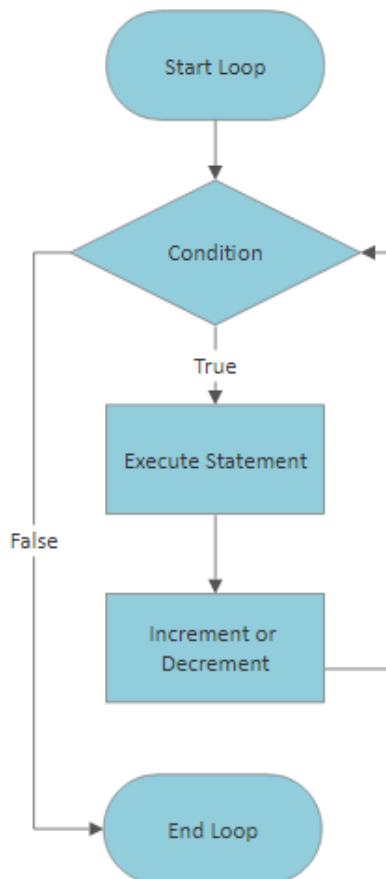 Start Loop
Condition
True
Execute Statement
False
Increment or
Decrement
End Loop